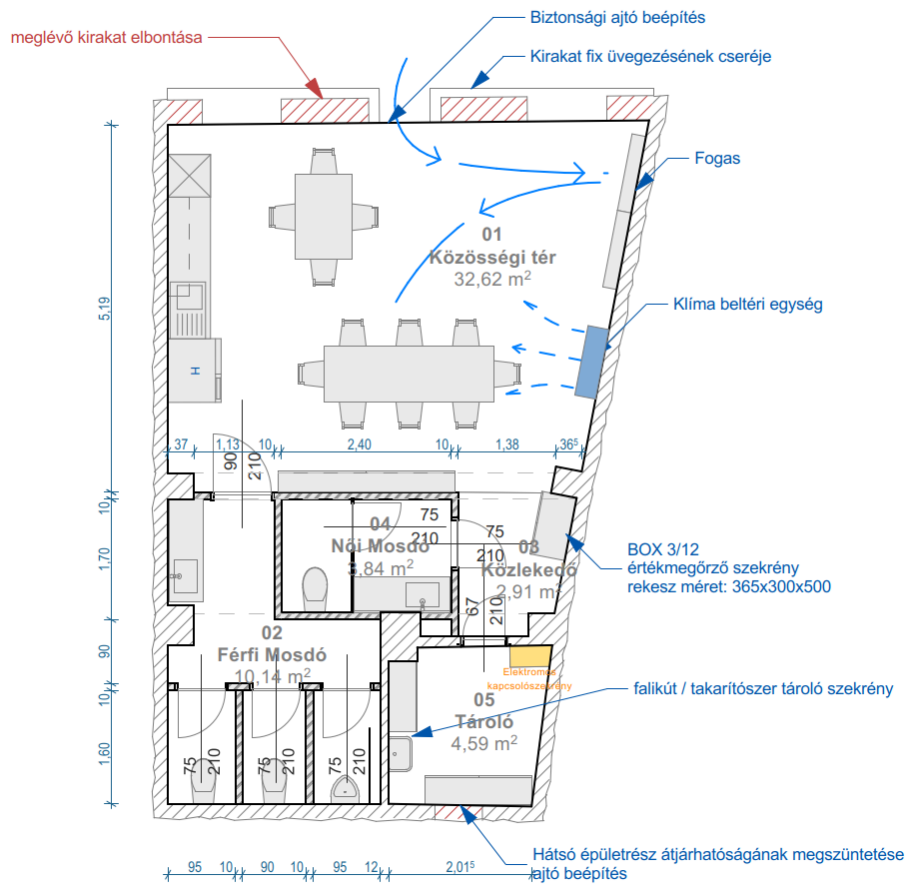 Biztonsági ajtó beépítés
meglévő kirakat elbontása
Kirakat fix üvegezésének cseréje
Fogas
01
Közösségi tér
32,62 m²
Klíma beltéri egység
5,19
H
37 1,13 10 2,40 10 1,38 36⁵
90
210
10
75
210
04
Női Mosdó
3,84 m²
75
210
03
Közlekedő
2,91 m²
BOX 3/12
értékmegőrző szekrény
rekesz méret: 365x300x500
1,70
67
210
02
Férfi Mosdó
10,14 m²
90
Elektromos
kapcsolószekrény
falikút / takarítószer tároló szekrény
10
05
Tároló
4,59 m²
1,60
75
210
75
210
75
210
Hátsó épületrész átjárhatóságának megszüntetése
ajtó beépítés
95 10 90 10 95 12 2,01⁵